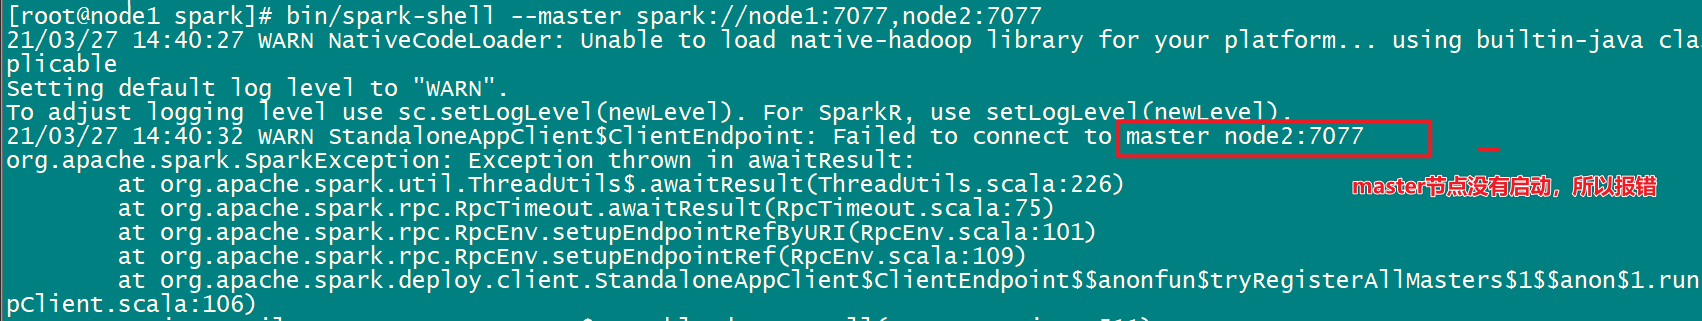 [root@node1 spark]# bin/spark-shell --master spark://node1:7077,node2:7077
21/03/27 14:40:27 WARN NativeCodeLoader: Unable to load native-hadoop library for your platform... using builtin-java cla
plicable
Setting default log level to "WARN".
To adjust logging level use sc.setLogLevel(newLevel). For SparkR, use setLogLevel(newLevel).
21/03/27 14:40:32 WARN StandaloneAppClient$ClientEndpoint: Failed to connect to master node2:7077
org.apache.spark.SparkException: Exception thrown in awaitResult:
at org.apache.spark.util.ThreadUtils$.awaitResult(ThreadUtils.scala:226)
master节点没有启动，所以报错
at org.apache.spark.rpc.RpcTimeout.awaitResult(RpcTimeout.scala:75)
at org.apache.spark.rpc.RpcEnv.setupEndpointRefByURI(RpcEnv.scala:101)
at org.apache.spark.rpc.RpcEnv.setupEndpointRef(RpcEnv.scala:109)
at org.apache.spark.deploy.client.StandaloneAppClient$ClientEndpoint$$anonfun$tryRegisterAllMasters$1$$anon$1.run
pClient.scala:106)